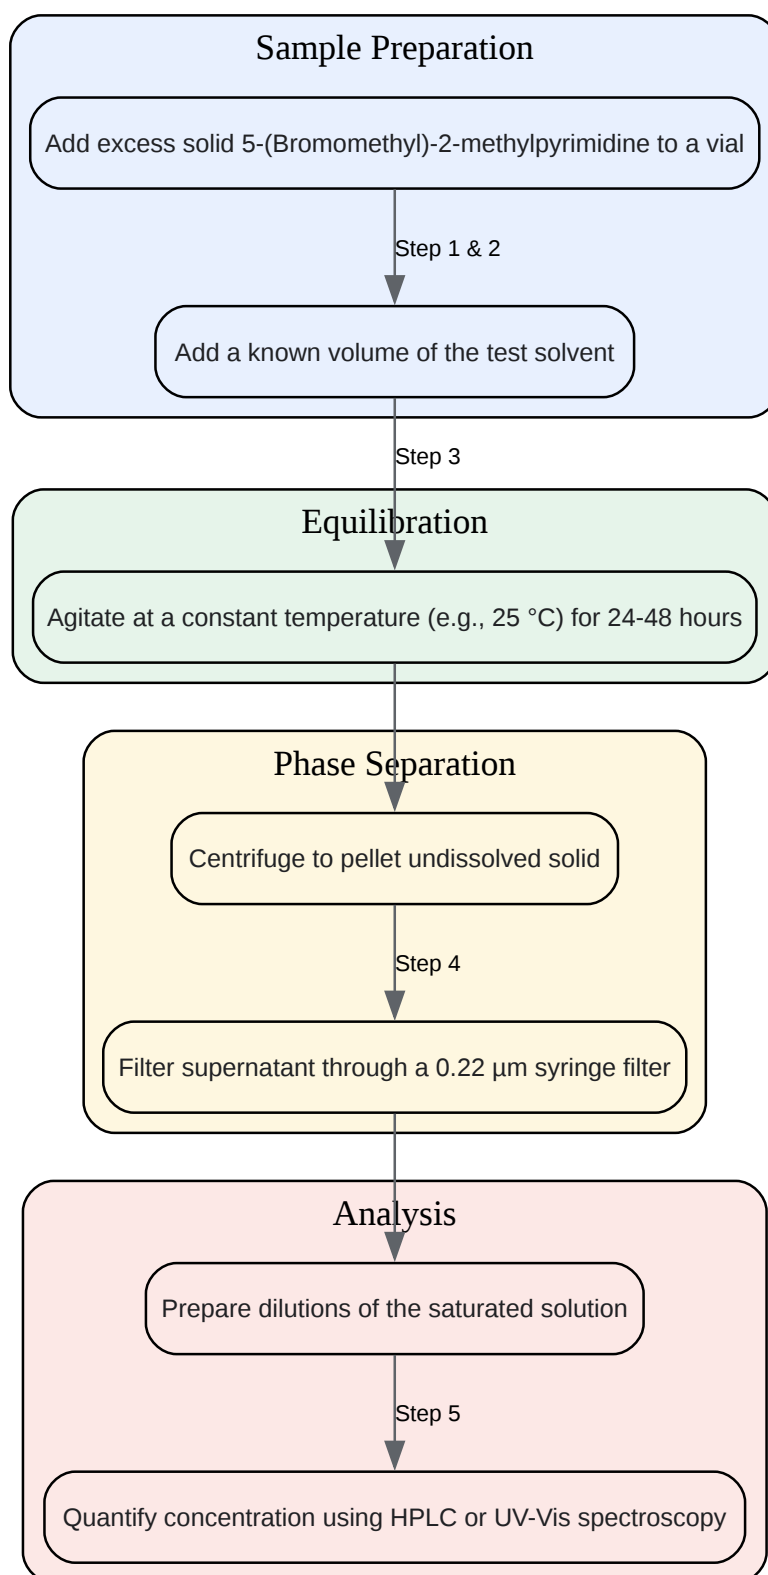 Sample Preparation
Add excess solid 5-(Bromomethyl)-2-methylpyrimidine to a vial
Step 1 & 2
Add a known volume of the test solvent
Step 3
Equilibration
Agitate at a constant temperature (e.g., 25 °C) for 24-48 hours
Phase Separation
Centrifuge to pellet undissolved solid
Step 4
Filter supernatant through a 0.22 µm syringe filter
Analysis
Prepare dilutions of the saturated solution
Step 5
Quantify concentration using HPLC or UV-Vis spectroscopy